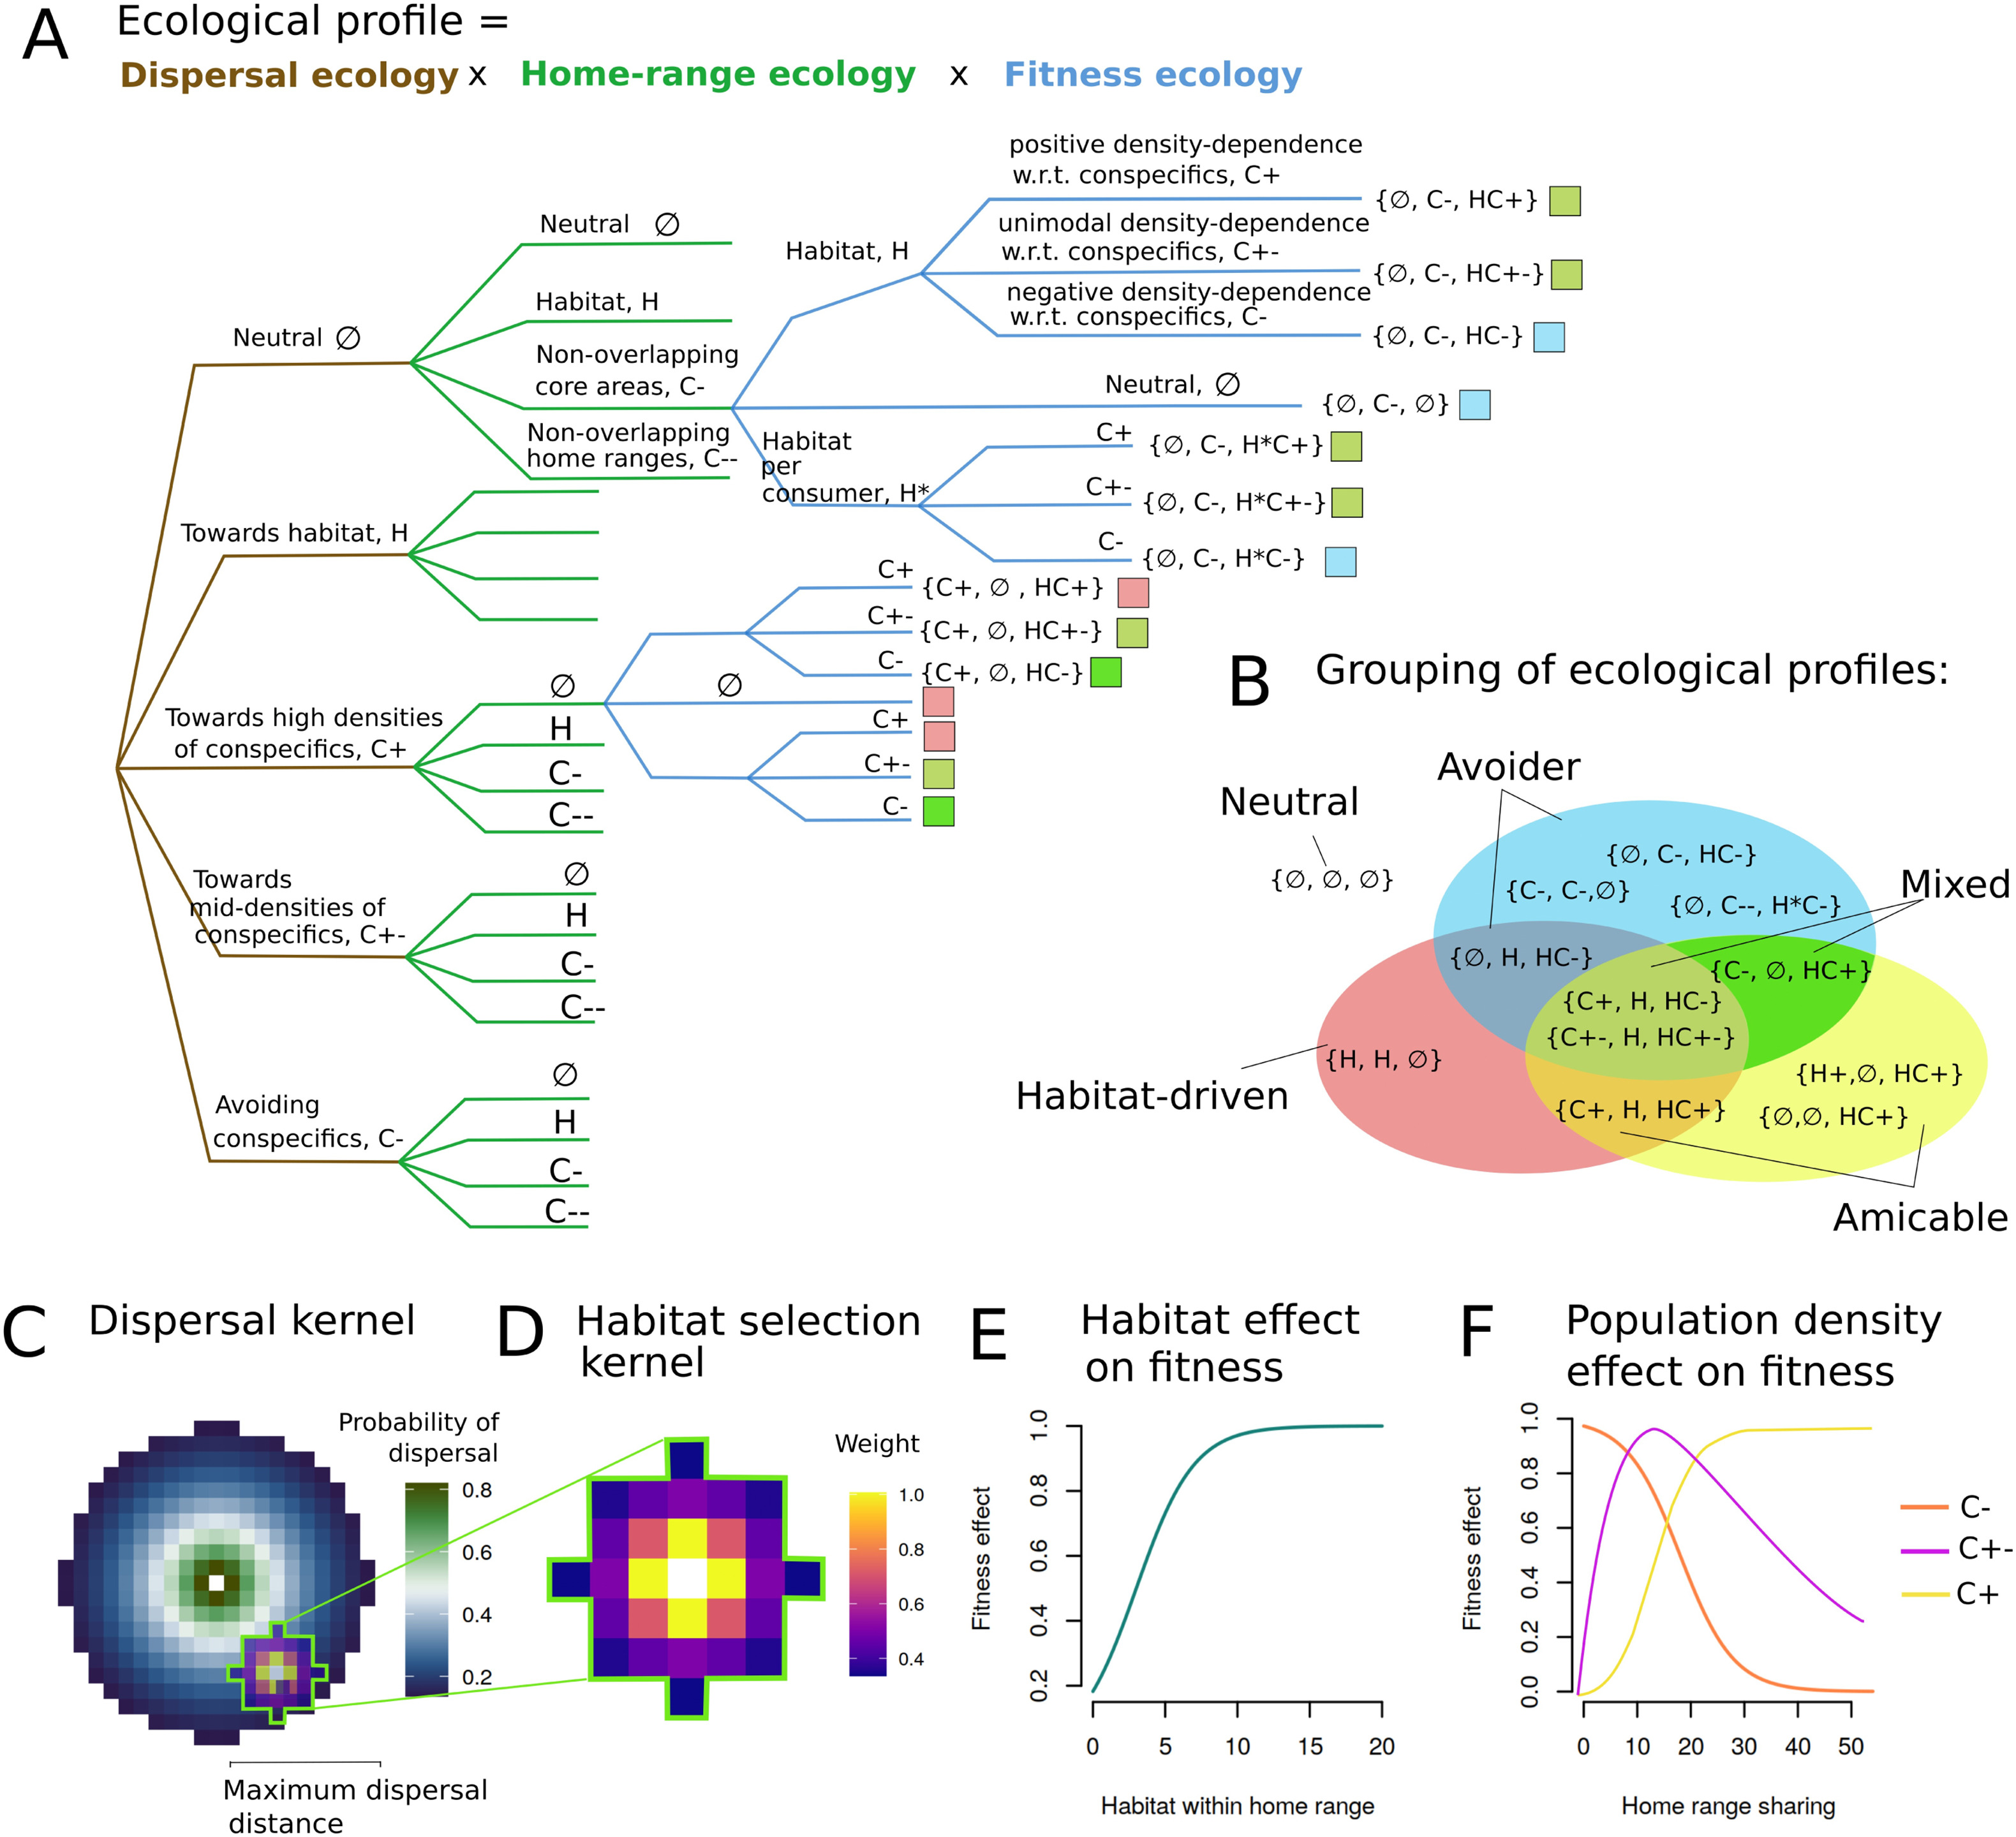 A
Ecological profile =
Dispersal ecology x Home-range ecology x Fitness ecology
Neutral ∅
Towards habitat, H
Towards high densities
of conspecifics, C+
Towards
mid-densities of
conspecifics, C+-
Avoiding
conspecifics, C-
Neutral ∅
Habitat, H
Non-overlapping
core areas, C-
Non-overlapping
home ranges, C--
∅
H
C-
C--
∅
H
C-
C--
∅
H
C-
C--
Habitat, H
positive density-dependence
w.r.t. conspecifics, C+
{∅, C-, HC+}
unimodal density-dependence
w.r.t. conspecifics, C+-
{∅, C-, HC+-}
negative density-dependence
w.r.t. conspecifics, C-
{∅, C-, HC-}
Neutral, ∅
{∅, C-, ∅}
Habitat
per
consumer, H*
C+ {∅, C-, H*C+}
C+- {∅, C-, H*C+-}
C- {∅, C-, H*C-}
C+ {C+, ∅ , HC+}
C+- {C+, ∅, HC+-}
C- {C+, ∅, HC-}
∅
C+
C+-
C-
B
Grouping of ecological profiles:
Avoider
Neutral
{∅, ∅, ∅}
Mixed
{∅, C-, HC-}
{C-, C-,∅}
{∅, C--, H*C-}
{∅, H, HC-}
{C-, ∅, HC+}
{C+, H, HC-}
{C+-, H, HC+-}
{H, H, ∅}
Habitat-driven
{H+,∅, HC+}
{C+, H, HC+}
{∅,∅, HC+}
Amicable
C
Dispersal kernel
Probability of
dispersal
0.8
0.6
0.4
0.2
Maximum dispersal
distance
D
Habitat selection
kernel
Weight
1.0
0.8
0.6
0.4
E
Habitat effect
on fitness
Fitness effect
1.0
0.8
0.6
0.4
0.2
0 5 10 15 20
Habitat within home range
F
Population density
effect on fitness
Fitness effect
1.0
0.8
0.6
0.4
0.2
0.0
0 10 20 30 40 50
Home range sharing
C-
C+-
C+